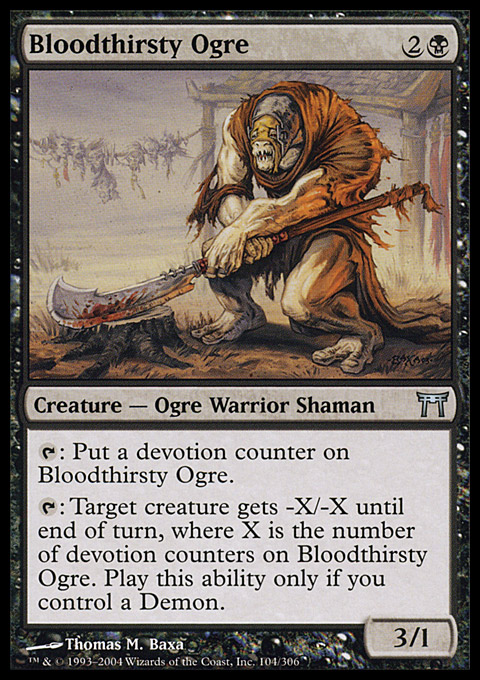 Bloodthirsty Ogre 2
Creature — Ogre Warrior Shaman
: Put a devotion counter on
Bloodthirsty Ogre.
: Target creature gets -X/-X until
end of turn, where X is the number
of devotion counters on Bloodthirsty
Ogre. Play this ability only if you
control a Demon.
Thomas M. Baxa
3/1
™ & © 1993–2004 Wizards of the Coast, Inc. 104/306